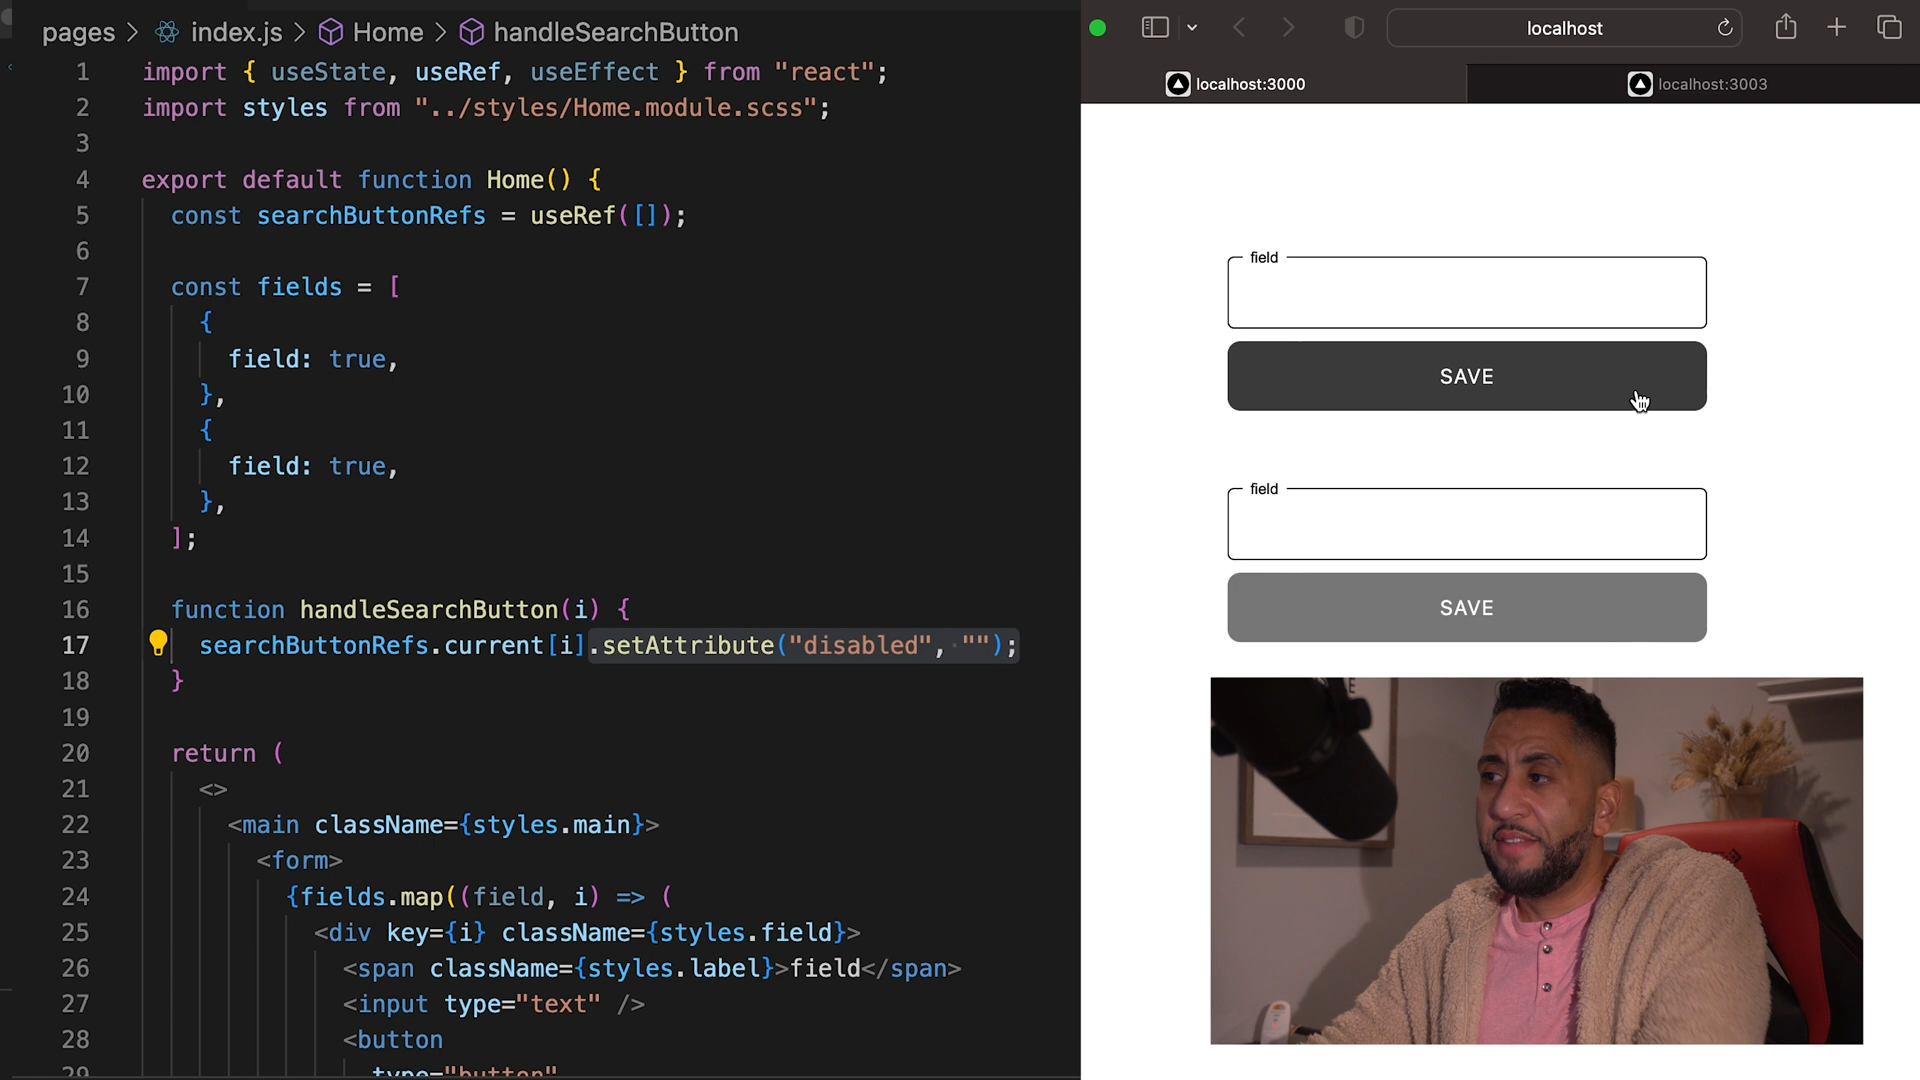 pages > index.js > Home > handleSearchButton
1 import { useState, useRef, useEffect } from "react";
2 import styles from "../styles/Home.module.scss";
3
4 export default function Home() {
5 const searchButtonRefs = useRef([]);
6
7 const fields = [
8 {
9 field: true,
10 },
11 {
12 field: true,
13 },
14 ];
15
16 function handleSearchButton(i) {
17 searchButtonRefs.current[i].setAttribute("disabled", "");
18 }
19
20 return (
21 <>
22 <main className={styles.main}>
23 <form>
24 {fields.map((field, i) => (
25 <div key={i} className={styles.field}>
26 <span className={styles.label}>field</span>
27 <input type="text" />
28 <button
29 type="button"
localhost
localhost:3000
localhost:3003
field
SAVE
field
SAVE